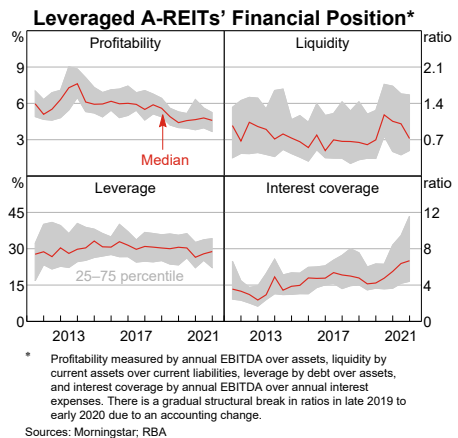 Leveraged A-REITs' Financial Position*
% Profitability Liquidity ratio
9 2.1
6 1.4
3 0.7
Median
% Leverage Interest coverage ratio
45 12
30 8
15 4
25–75 percentile
0 0
2013 2017 2021 2013 2017 2021
* Profitability measured by annual EBITDA over assets, liquidity by
current assets over current liabilities, leverage by debt over assets,
and interest coverage by annual EBITDA over annual interest
expenses. There is a gradual structural break in ratios in late 2019 to
early 2020 due to an accounting change.
Sources: Morningstar; RBA